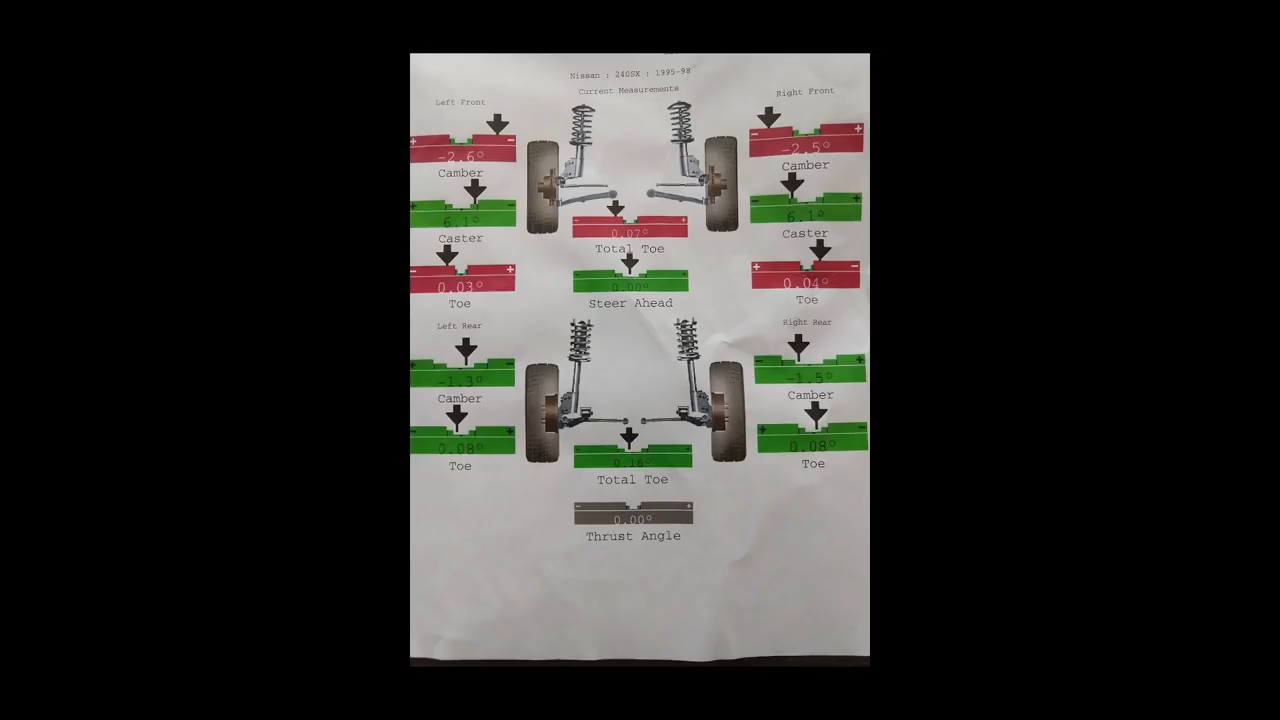 Nissan : 240SX : 1995-98
Current Measurements
Left Front
Right Front
-2.6°
Camber
-2.5°
Camber
6.1°
Caster
6.1°
Caster
0.07°
Total Toe
0.03°
Toe
0.04°
Toe
0.00°
Steer Ahead
Left Rear
Right Rear
-1.3°
Camber
-1.5°
Camber
0.08°
Toe
0.08°
Toe
0.16°
Total Toe
0.00°
Thrust Angle